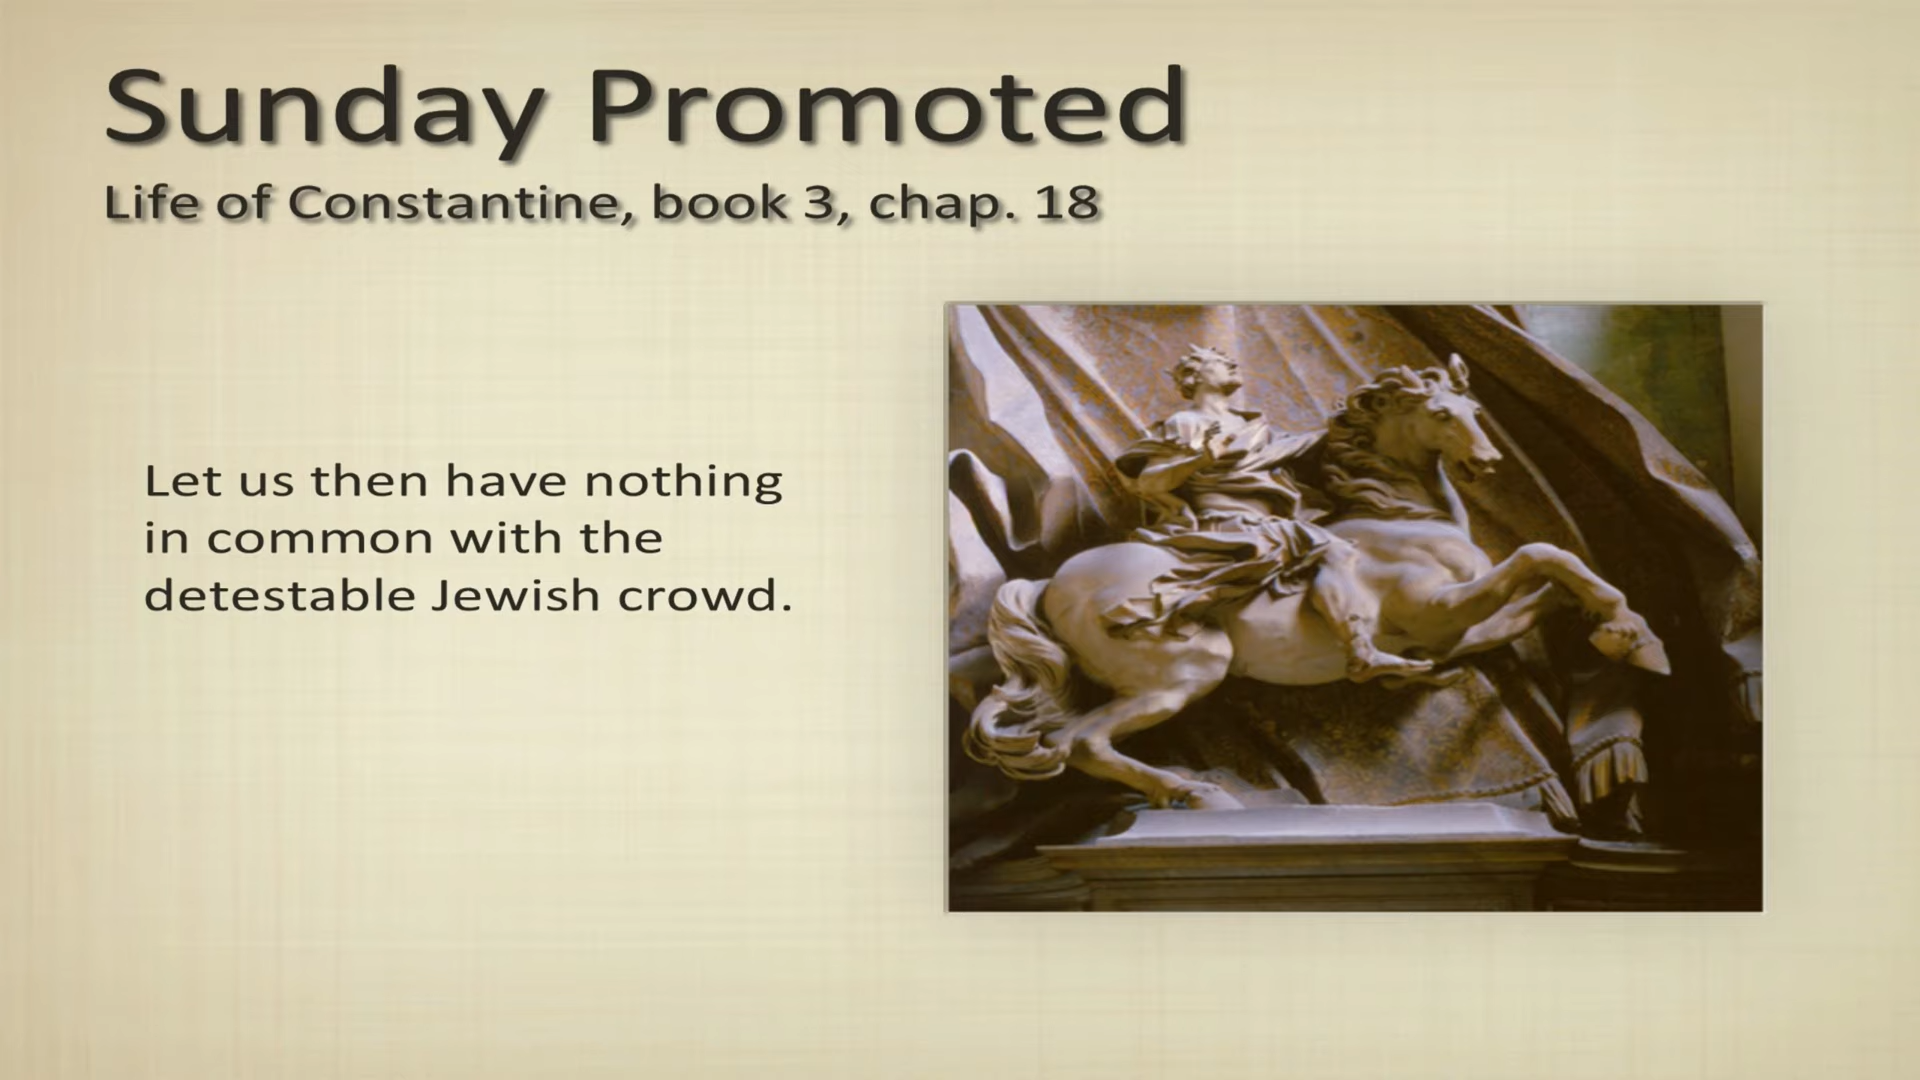 Sunday Promoted
Life of Constantine, book 3, chap. 18
Let us then have nothing
in common with the
detestable Jewish crowd.